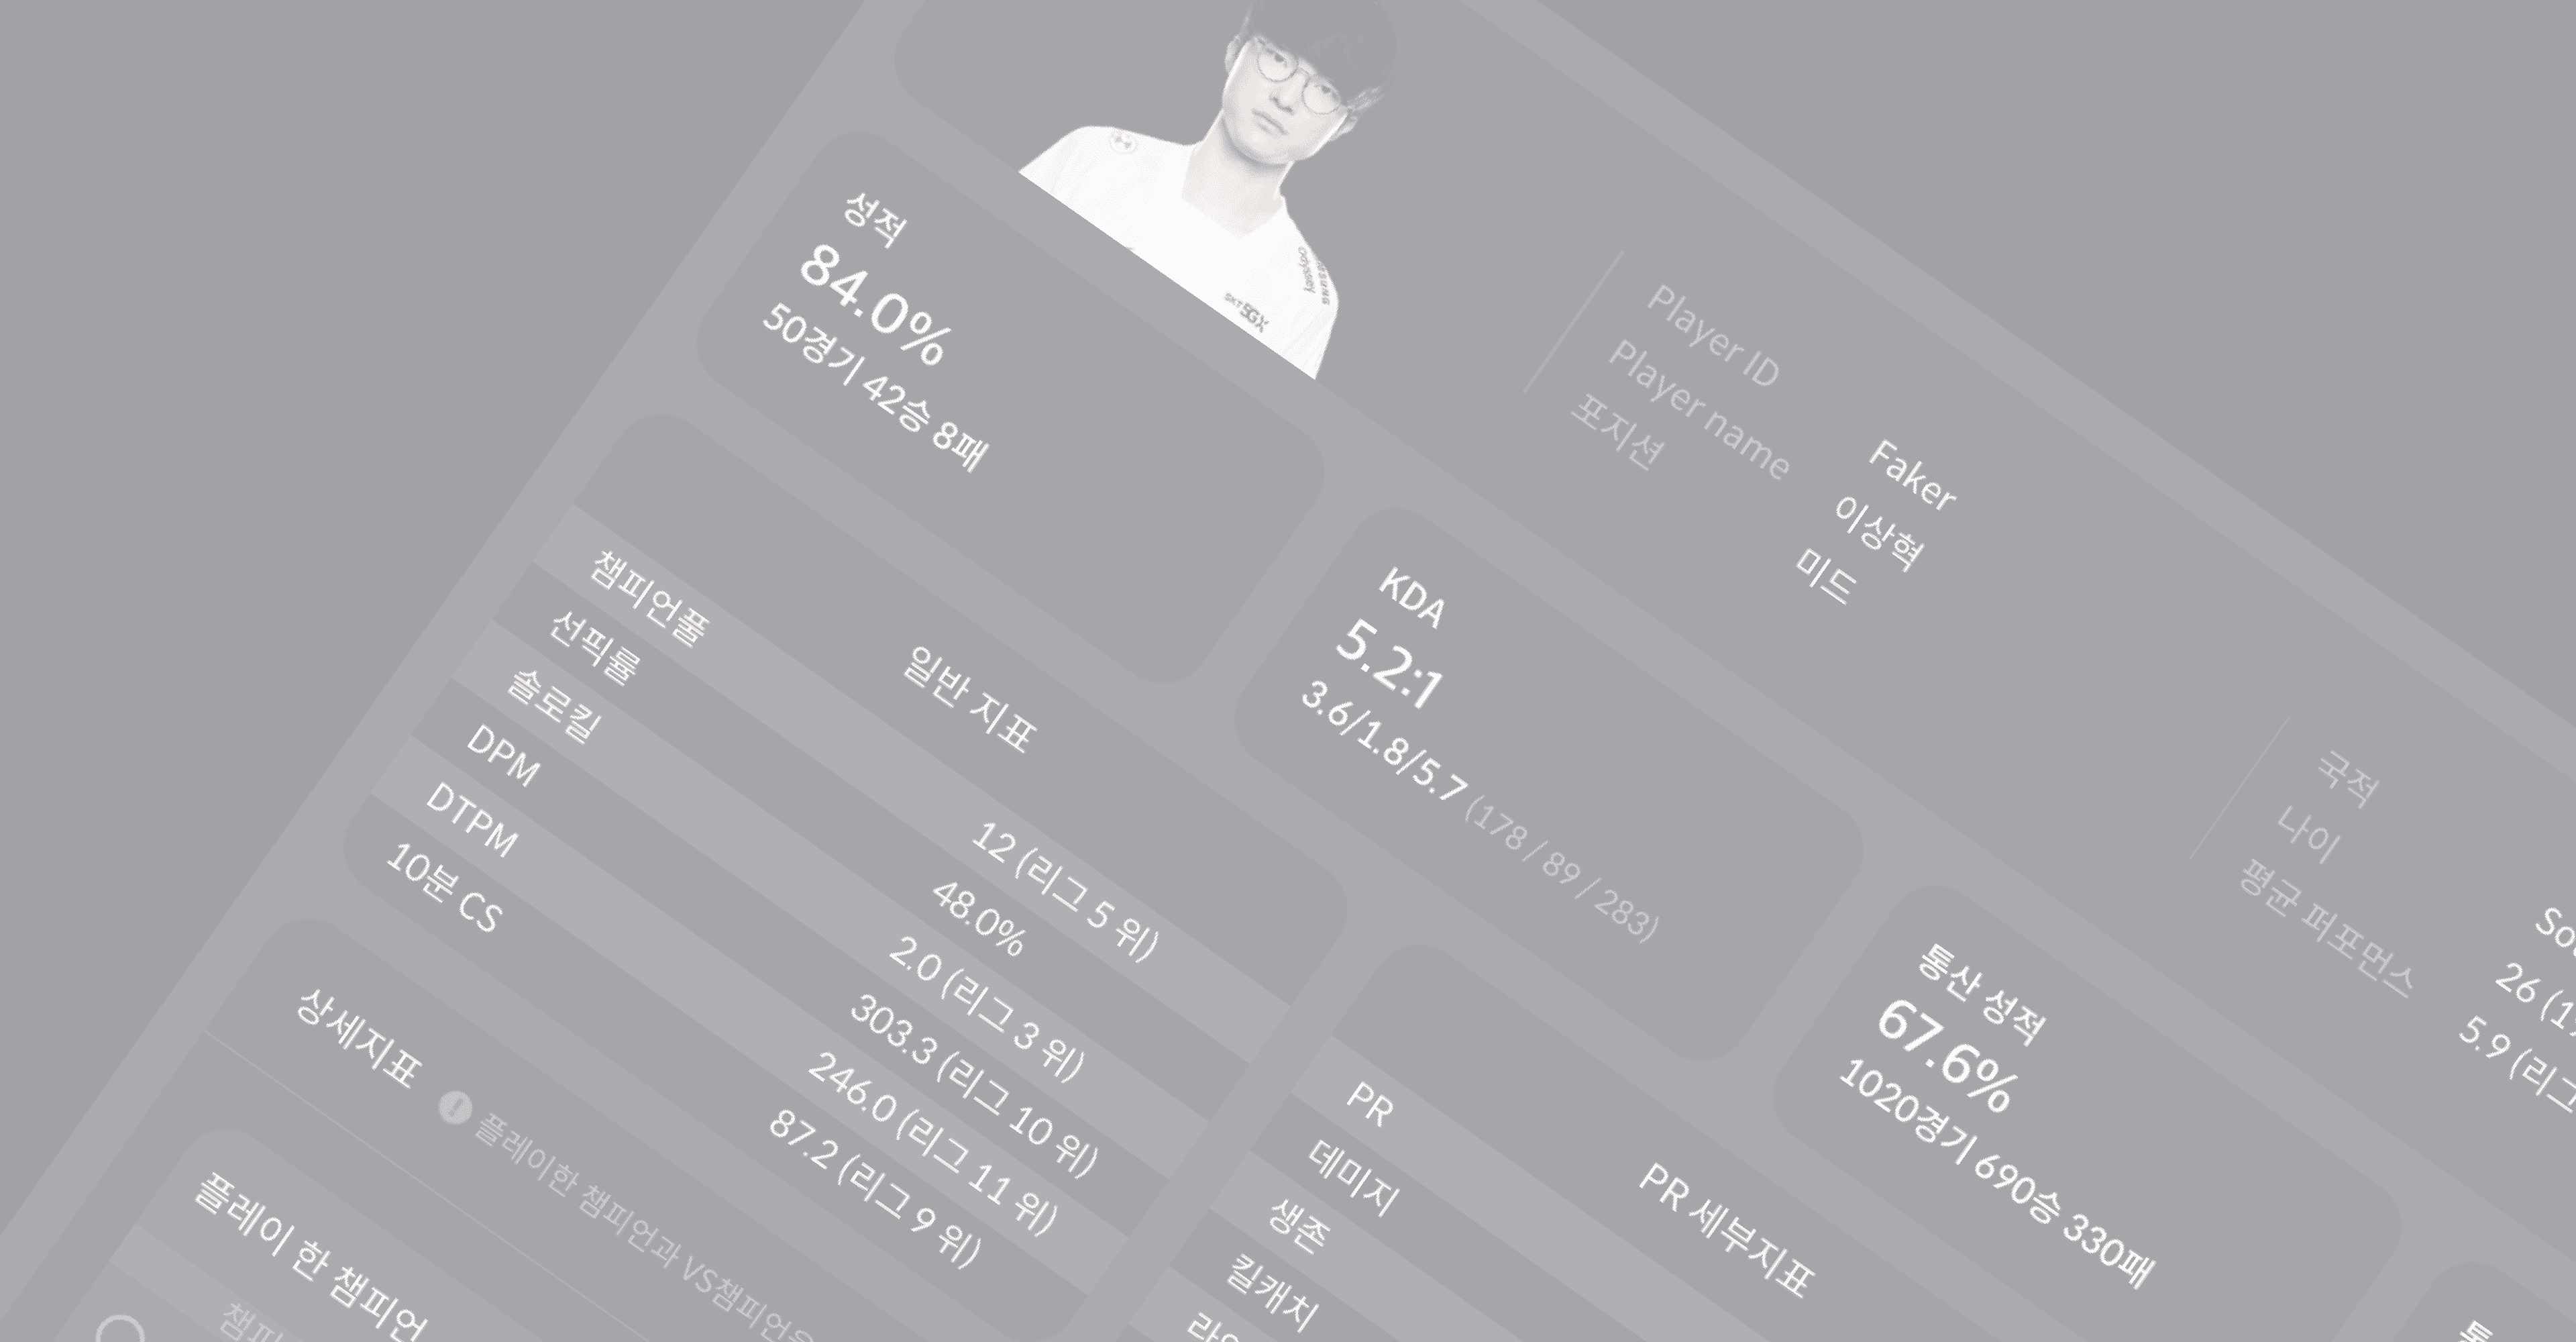 Odyssey
SKT 5GX
Player ID
Faker
Player name
이상혁
포지션
미드
국적
나이
26
평균 퍼포먼스
5.9 (리그
성적
84.0%
50경기 42승 8패
KDA
5.2:1
3.6/1.8/5.7 (178 / 89 / 283)
통산 성적
67.6%
1020경기 690승 330패
일반 지표
챔피언풀
12 (리그 5 위)
선픽률
48.0%
솔로킬
2.0 (리그 3 위)
DPM
303.3 (리그 10 위)
DTPM
246.0 (리그 11 위)
10분 CS
87.2 (리그 9 위)
PR 세부지표
PR
데미지
생존
킬캐치
상세지표
플레이한 챔피언과 VS챔피언을
플레이 한 챔피언
챔피